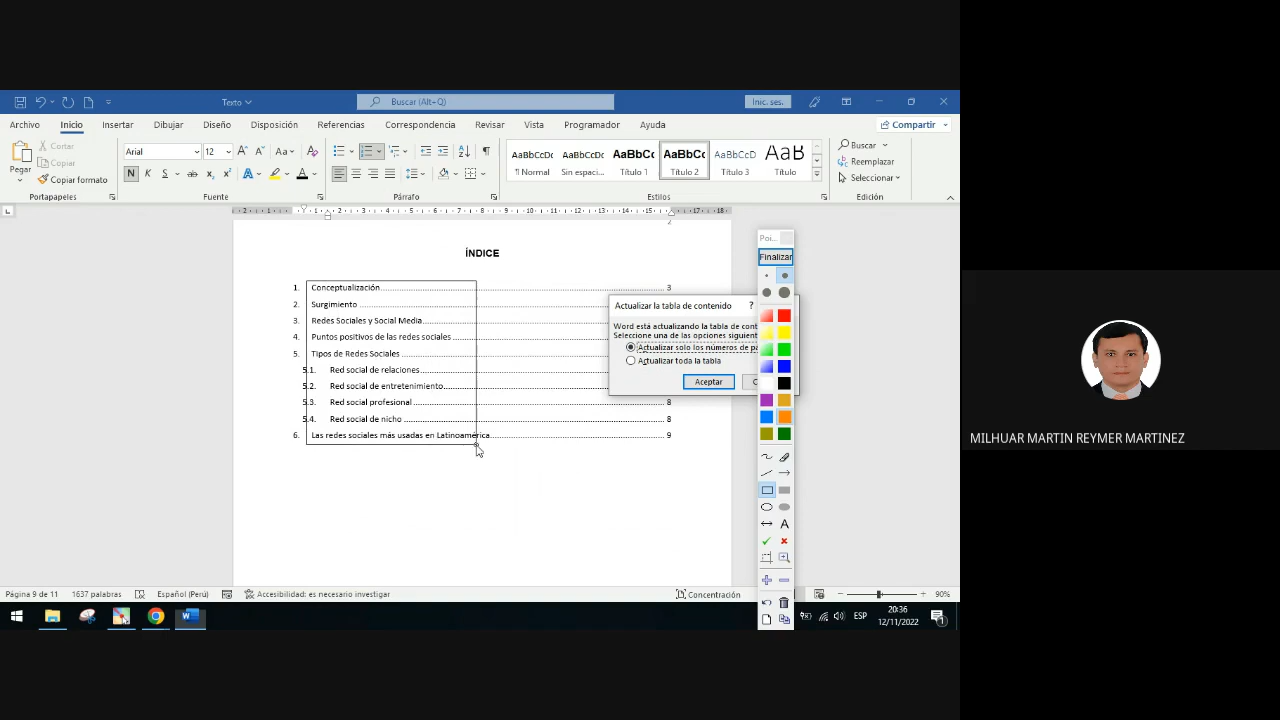 Texto
Buscar (Alt+Q)
Inic. ses.
Archivo Inicio Insertar Dibujar Diseño Disposición Referencias Correspondencia Revisar Vista Programador Ayuda
Compartir
Pegar
Cortar
Copiar
Copiar formato
Portapapeles
Arial 12
Fuente
Párrafo
AaBbCcDc AaBbCcDc AaBbCc AaBbCc AaBbCcD AaB
¶ Normal Sin espaci... Título 1 Título 2 Título 3 Título
Estilos
Buscar
Reemplazar
Seleccionar
Edición
ÍNDICE
1. Conceptualización 3
2. Surgimiento
3. Redes Sociales y Social Media
4. Puntos positivos de las redes sociales
5. Tipos de Redes Sociales
5.1. Red social de relaciones
5.2. Red social de entretenimiento
5.3. Red social profesional 8
5.4. Red social de nicho 8
6. Las redes sociales más usadas en Latinoamérica 9
Actualizar la tabla de contenido ?
Word está actualizando la tabla de con
Seleccione una de las opciones siguien
Actualizar solo los números de p
Actualizar toda la tabla
Aceptar
Poi...
Finalizar
A
MILHUAR MARTIN REYMER MARTINEZ
Página 9 de 11 1637 palabras Español (Perú) Accesibilidad: es necesario investigar
Concentración
90%
ESP
20:36
12/11/2022